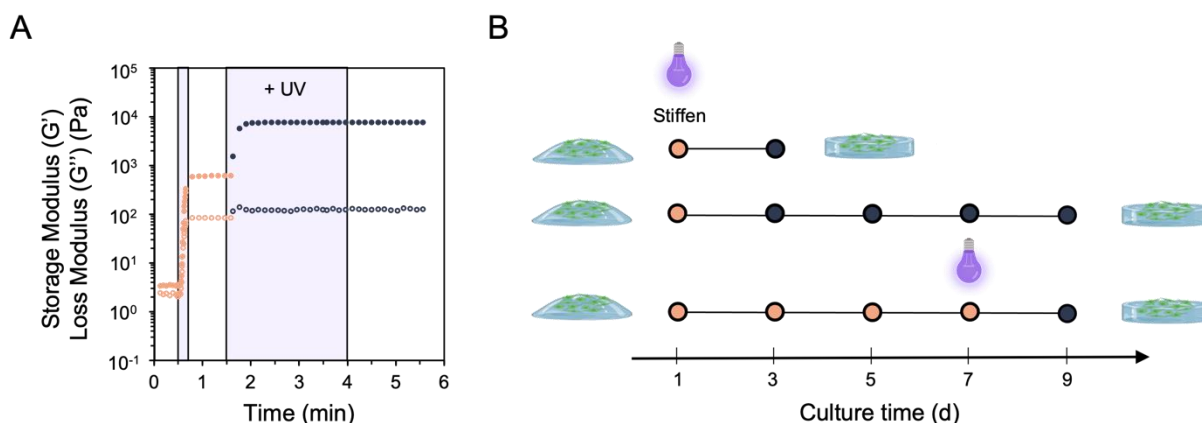 A
Storage Modulus (G')
Loss Modulus (G'') (Pa)
10⁵
10⁴
10³
10²
10¹
10⁰
10⁻¹
+ UV
0
1
2
3
4
5
6
Time (min)
B
Stiffen
1
3
5
7
9
Culture time (d)